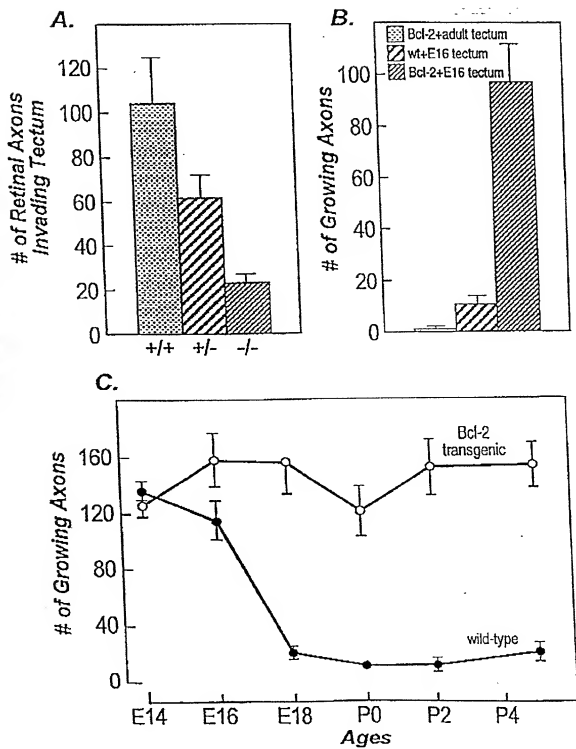 A.
# of Retinal Axons
Invading Tectum
120
100
80
60
40
20
0
+/+ +/- -/-
B.
Bcl-2+adult tectum
wt+E16 tectum
Bcl-2+E16 tectum
# of Growing Axons
100
80
60
40
20
0
C.
# of Growing Axons
160
120
80
40
0
Bcl-2
transgenic
wild-type
E14 E16 E18 P0 P2 P4
Ages